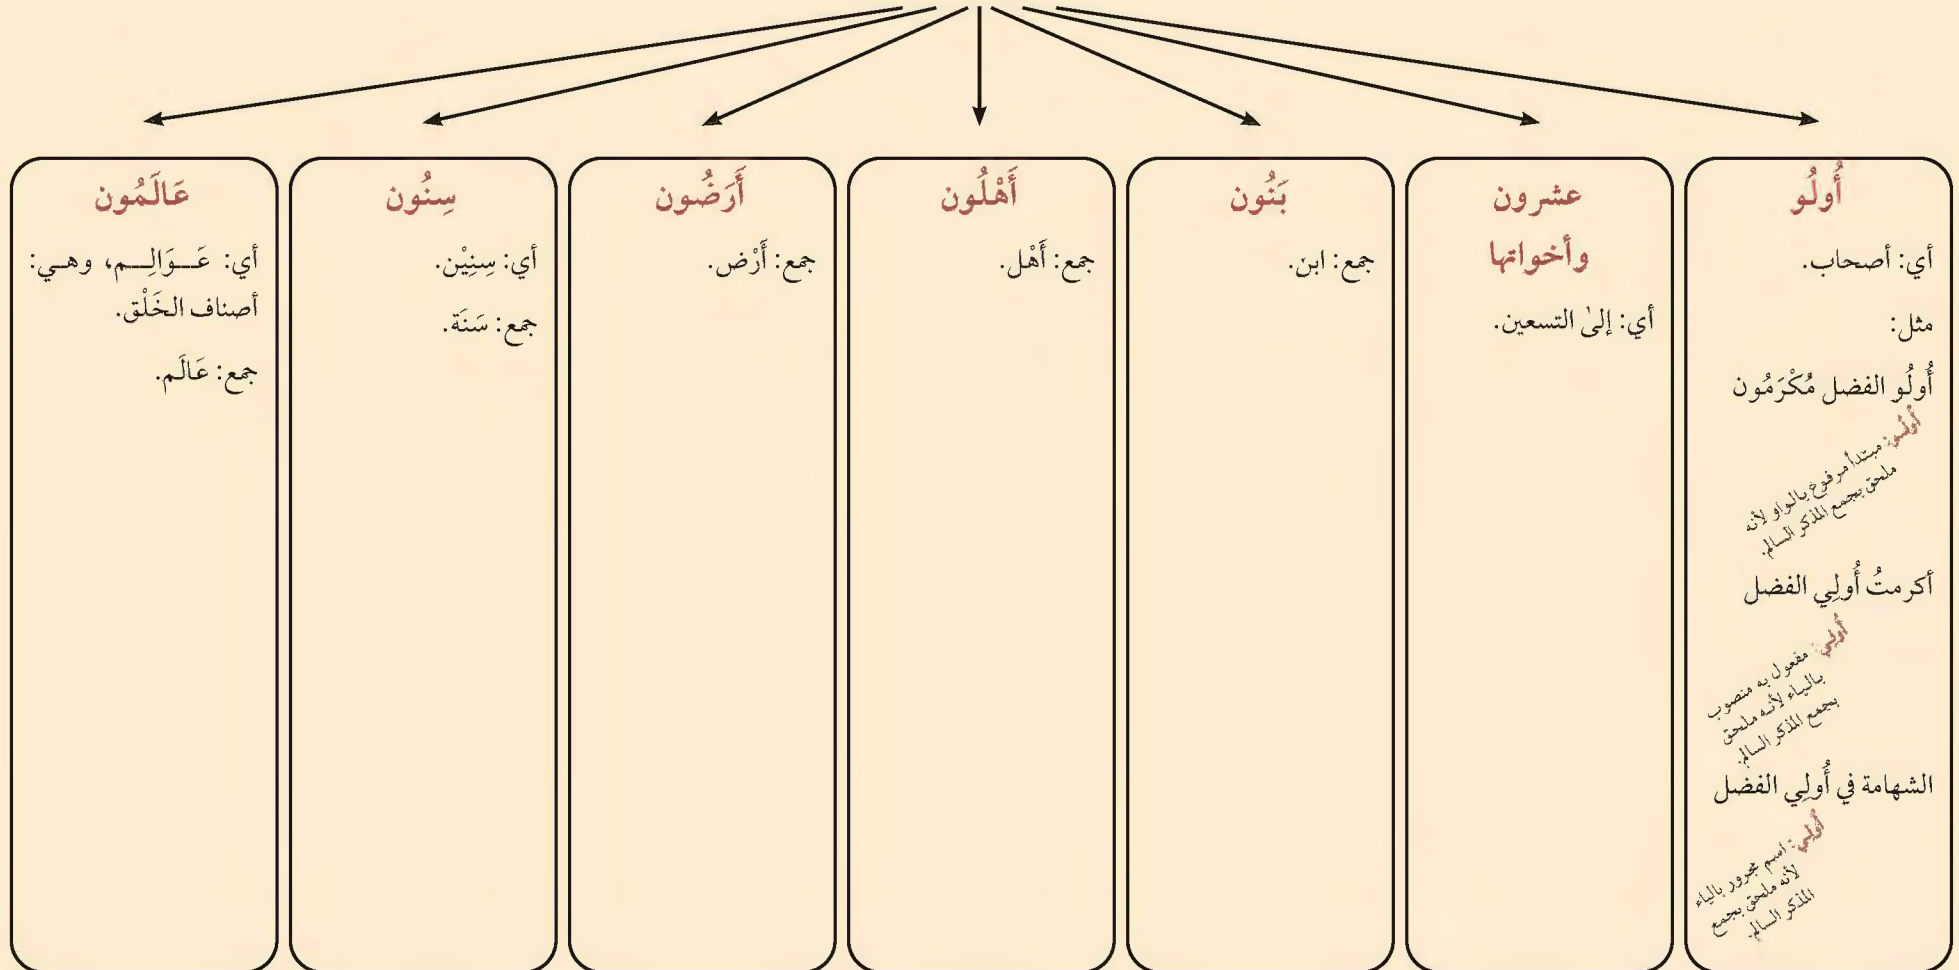 أُولُو
أي: أصحاب.
مثل:
أُولُو الفضل مُكْرَمُون
أُولُو: مبتدأ مرفوع بالواو لأنه
ملحق بجمع المذكر السالم.
أكرمتُ أُولِي الفضل
أُولِي: مفعول به منصوب
بالياء لأنه ملحق
بجمع المذكر السالم.
الشهامة في أُولِي الفضل
أُولِي: اسم مجرور بالياء
لأنه ملحق بجمع
المذكر السالم.
عشرون
وأخواتها
أي: إلىٰ التسعين.
بَنُون
جمع: ابن.
أَهْلُون
جمع: أَهْل.
أَرَضُون
جمع: أَرْض.
سِنُون
أي: سِنِيْن.
جمع: سَنَة.
عَالَمُون
أي: عَـــوَالِـــم، وهـي:
أصناف الخَلْق.
جمع: عَالَم.